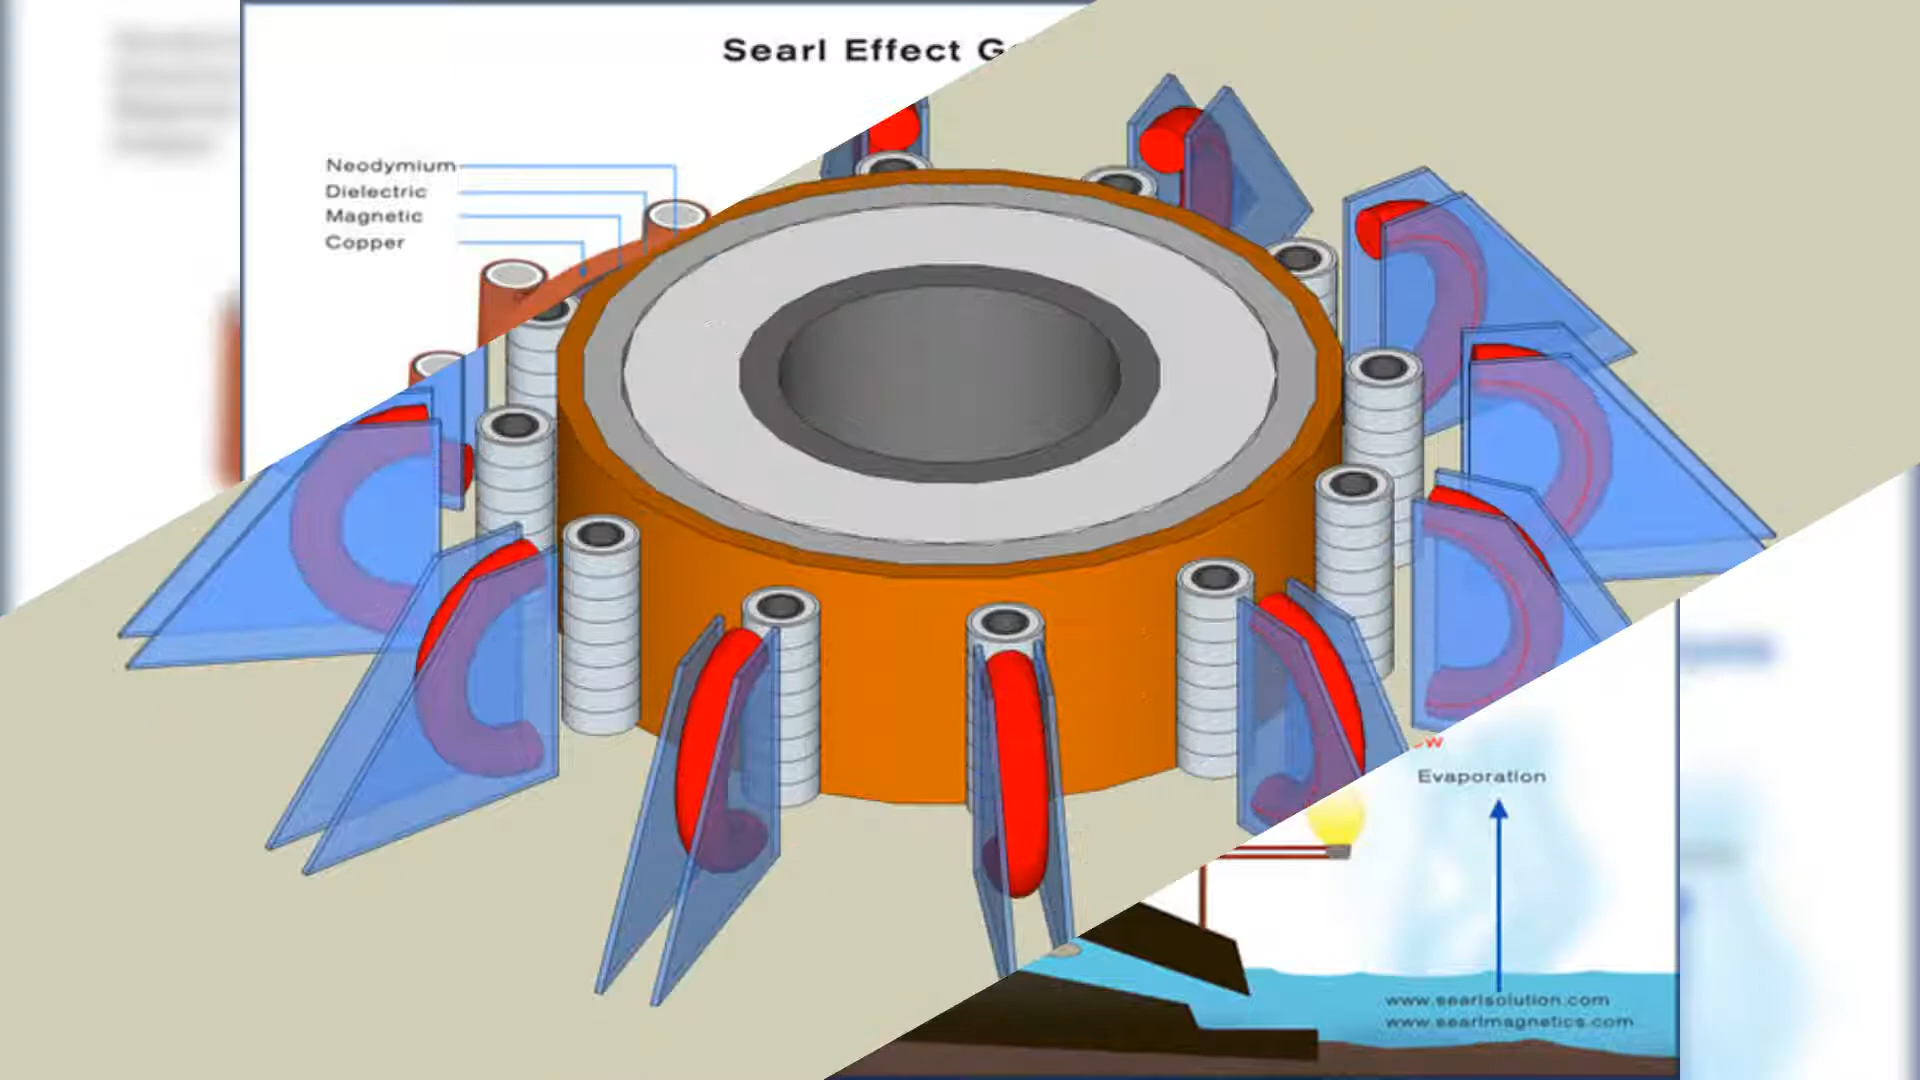 Searl Effect G
Neodymium
Dielectric
Magnetic
Copper
Evaporation
www.searlsolution.com
www.searlmagnetics.com